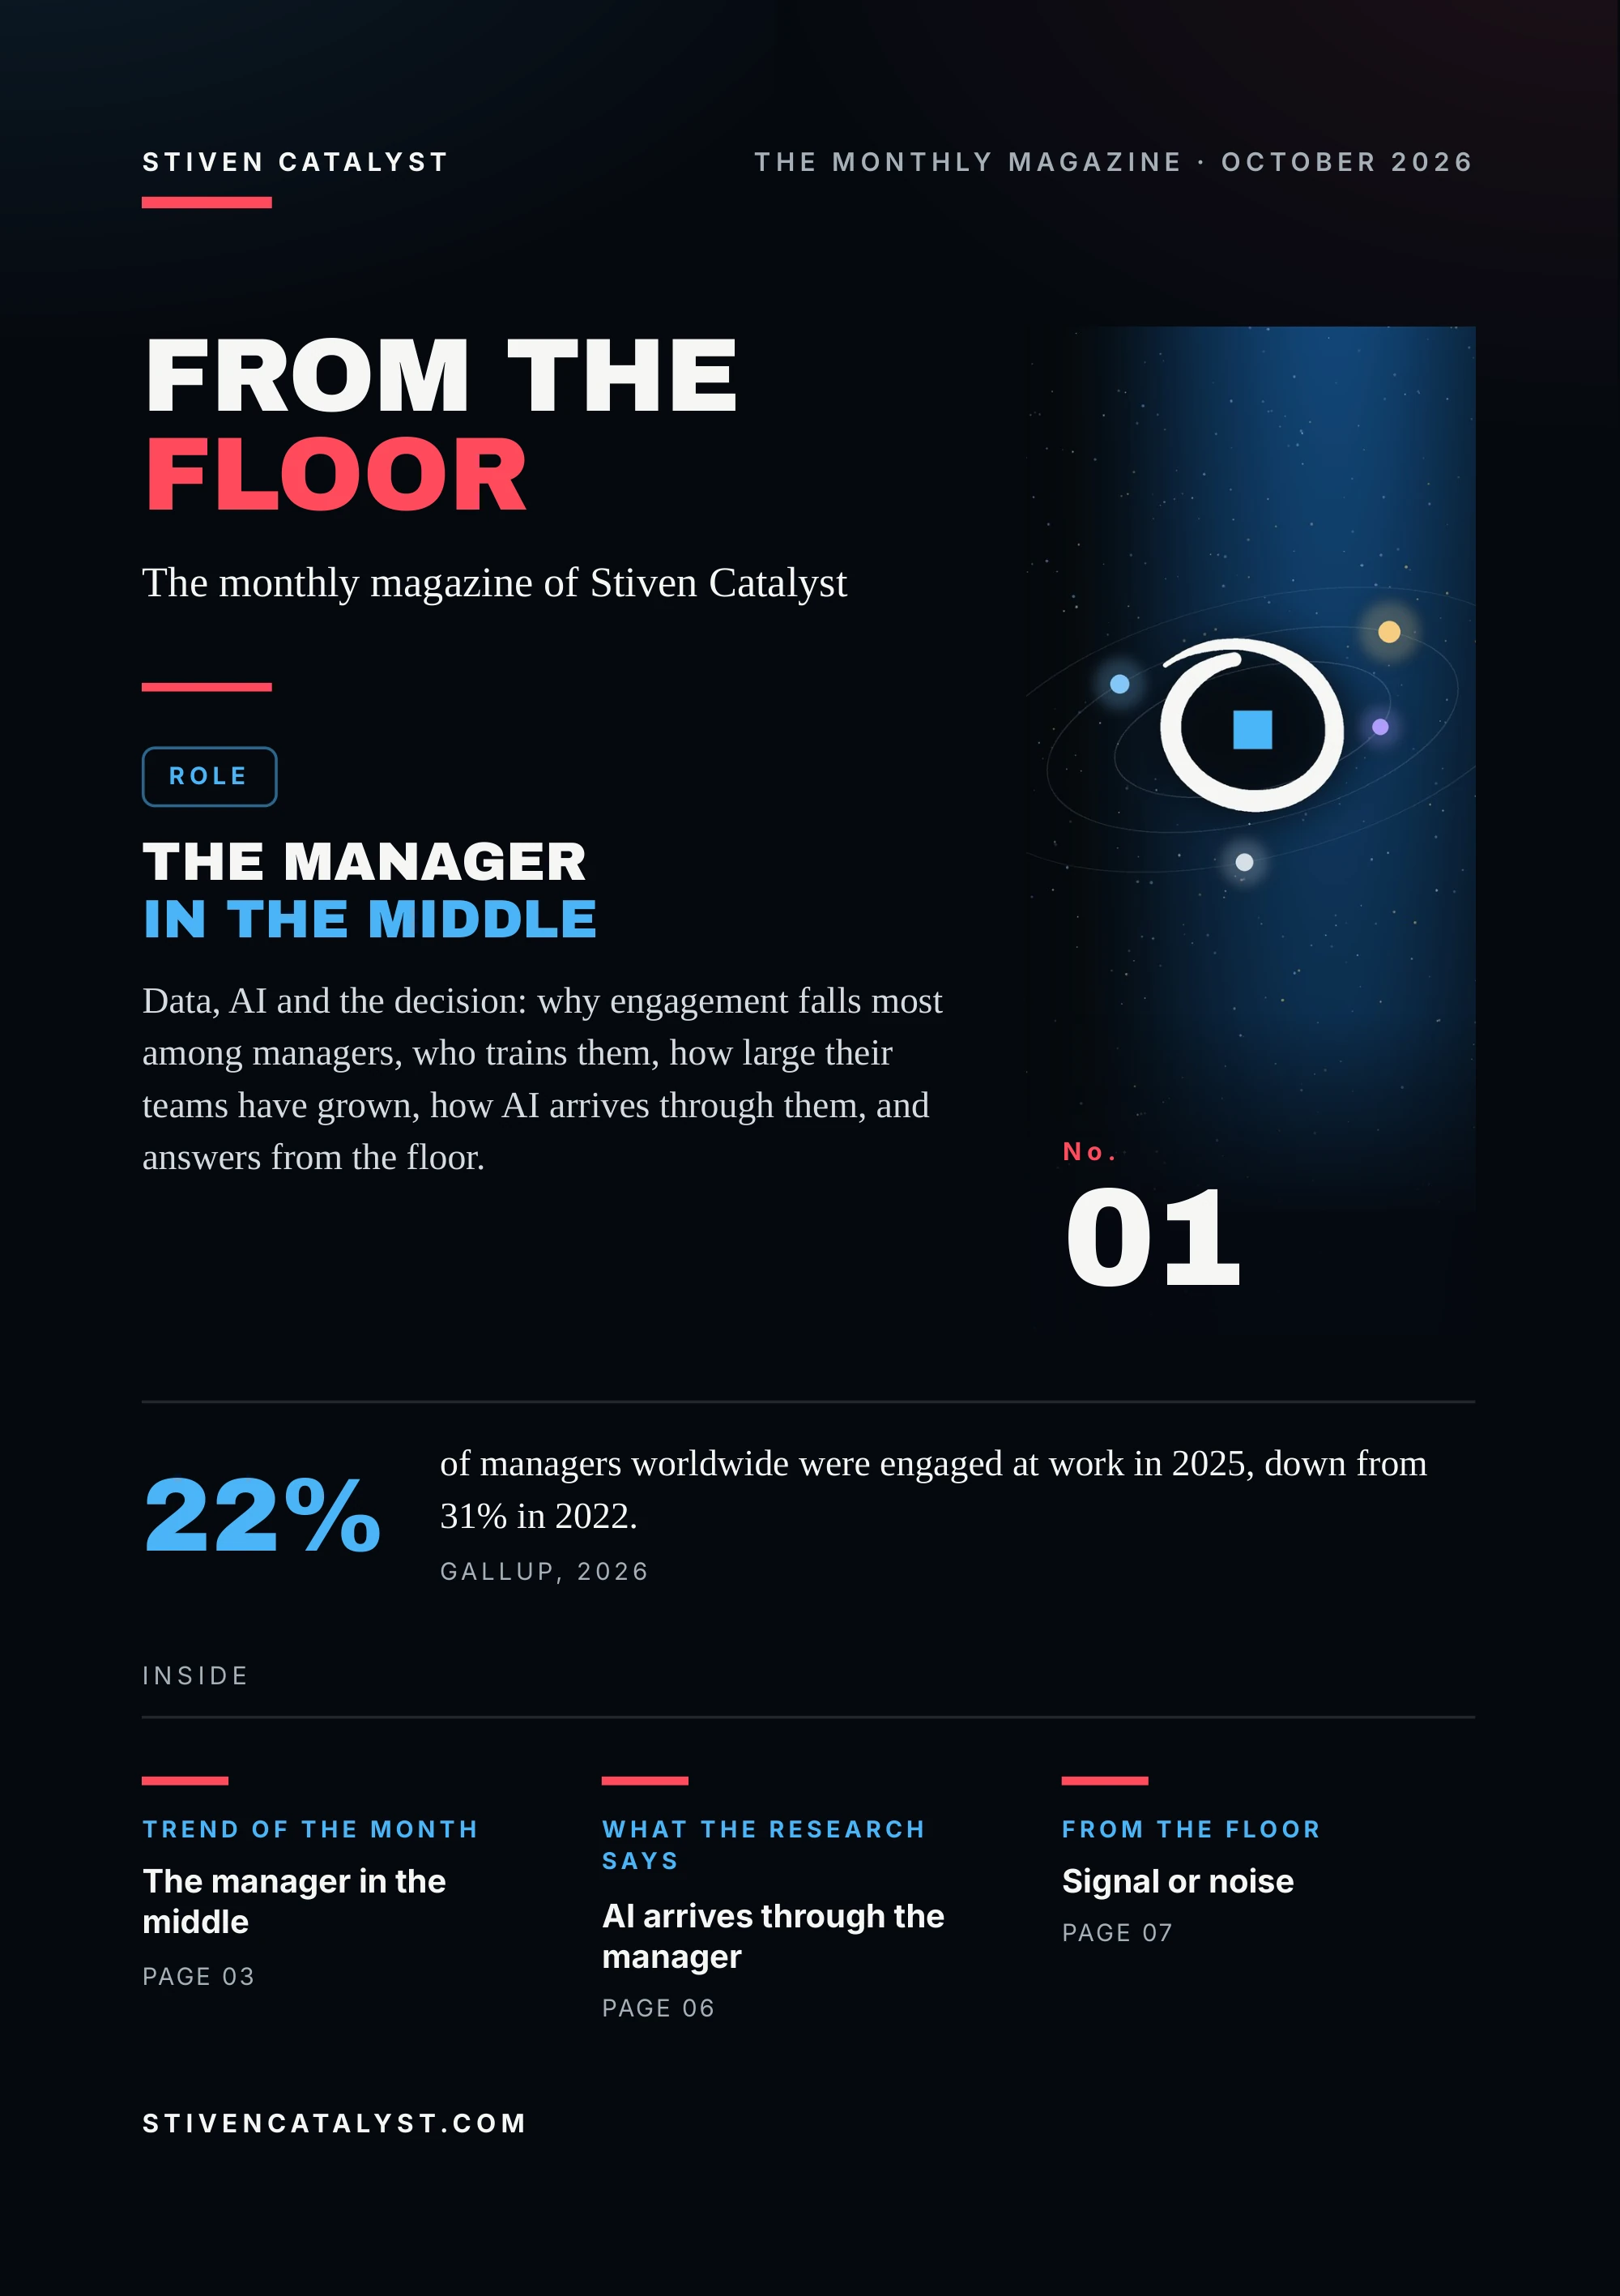 STIVEN CATALYST
THE MONTHLY MAGAZINE · OCTOBER 2026
FROM THE
FLOOR
The monthly magazine of Stiven Catalyst
ROLE
THE MANAGER
IN THE MIDDLE
Data, AI and the decision: why engagement falls most
among managers, who trains them, how large their
teams have grown, how AI arrives through them, and
answers from the floor.
No.
01
22%
of managers worldwide were engaged at work in 2025, down from
31% in 2022.
GALLUP, 2026
INSIDE
TREND OF THE MONTH
The manager in the
middle
PAGE 03
WHAT THE RESEARCH
SAYS
AI arrives through the
manager
PAGE 06
FROM THE FLOOR
Signal or noise
PAGE 07
STIVENCATALYST.COM